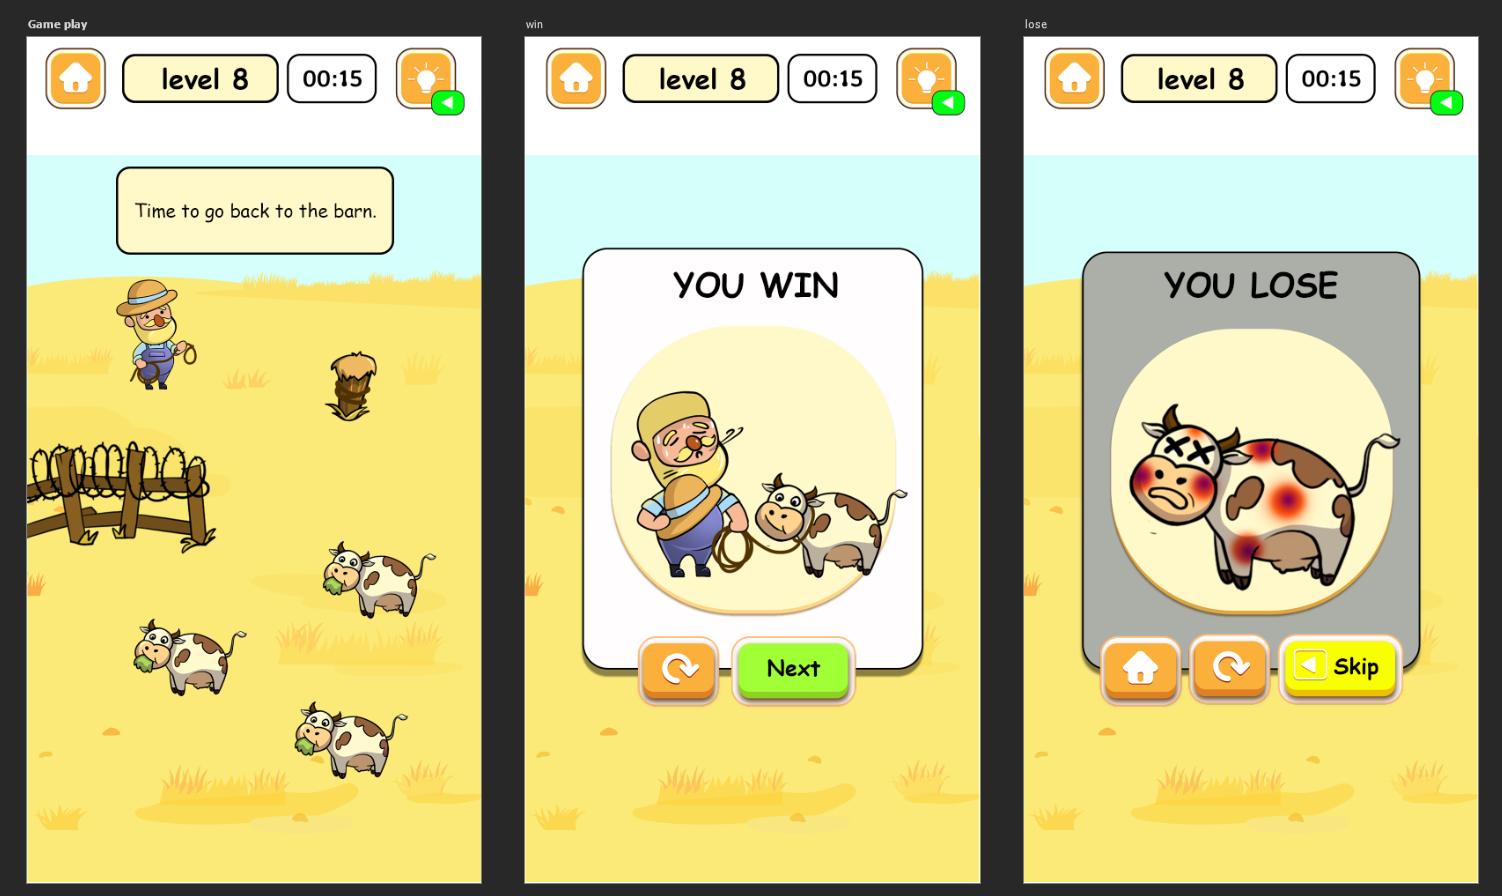 Game play
level 8
00:15
Time to go back to the barn.
win
level 8
00:15
YOU WIN
Next
lose
level 8
00:15
YOU LOSE
Skip